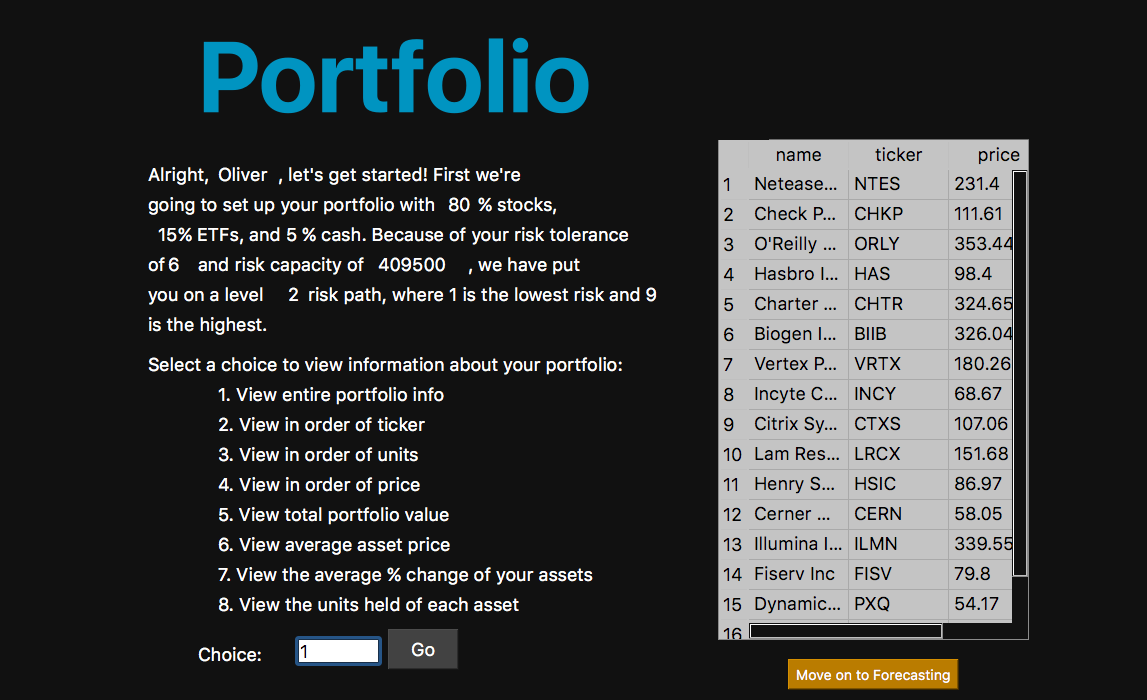 Portfolio
Alright, Oliver , let's get started! First we're
going to set up your portfolio with 80 % stocks,
15% ETFs, and 5 % cash. Because of your risk tolerance
of 6 and risk capacity of 409500 , we have put
you on a level 2 risk path, where 1 is the lowest risk and 9
is the highest.
Select a choice to view information about your portfolio:
1. View entire portfolio info
2. View in order of ticker
3. View in order of units
4. View in order of price
5. View total portfolio value
6. View average asset price
7. View the average % change of your assets
8. View the units held of each asset
Choice: 1 Go
name ticker price
1 Netease... NTES 231.4
2 Check P... CHKP 111.61
3 O'Reilly ... ORLY 353.44
4 Hasbro I... HAS 98.4
5 Charter ... CHTR 324.65
6 Biogen I... BIIB 326.04
7 Vertex P... VRTX 180.26
8 Incyte C... INCY 68.67
9 Citrix Sy... CTXS 107.06
10 Lam Res... LRCX 151.68
11 Henry S... HSIC 86.97
12 Cerner ... CERN 58.05
13 Illumina I... ILMN 339.55
14 Fiserv Inc FISV 79.8
15 Dynamic... PXQ 54.17
16
Move on to Forecasting